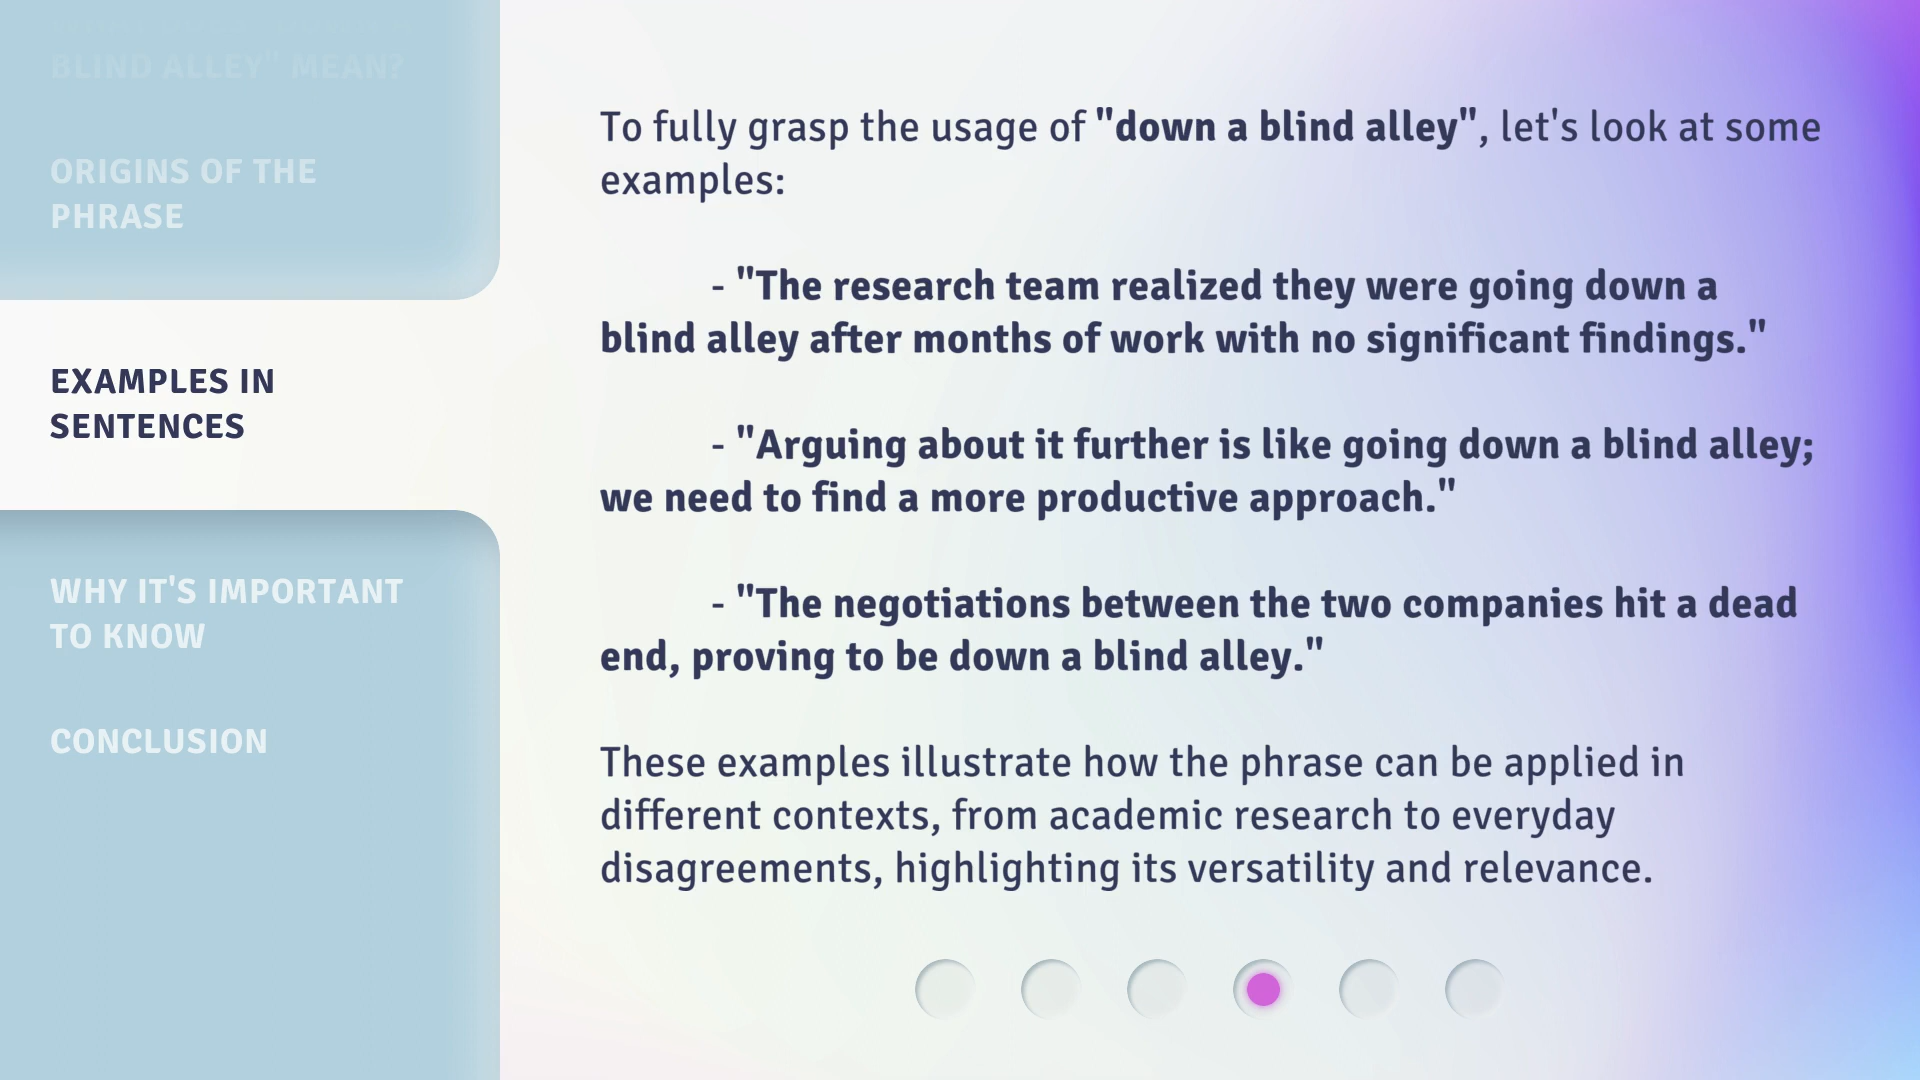 BLIND ALLEY" MEAN?
ORIGINS OF THE
PHRASE
EXAMPLES IN
SENTENCES
WHY IT'S IMPORTANT
TO KNOW
CONCLUSION
To fully grasp the usage of "down a blind alley", let's look at some
examples:
- "The research team realized they were going down a
blind alley after months of work with no significant findings."
- "Arguing about it further is like going down a blind alley;
we need to find a more productive approach."
- "The negotiations between the two companies hit a dead
end, proving to be down a blind alley."
These examples illustrate how the phrase can be applied in
different contexts, from academic research to everyday
disagreements, highlighting its versatility and relevance.